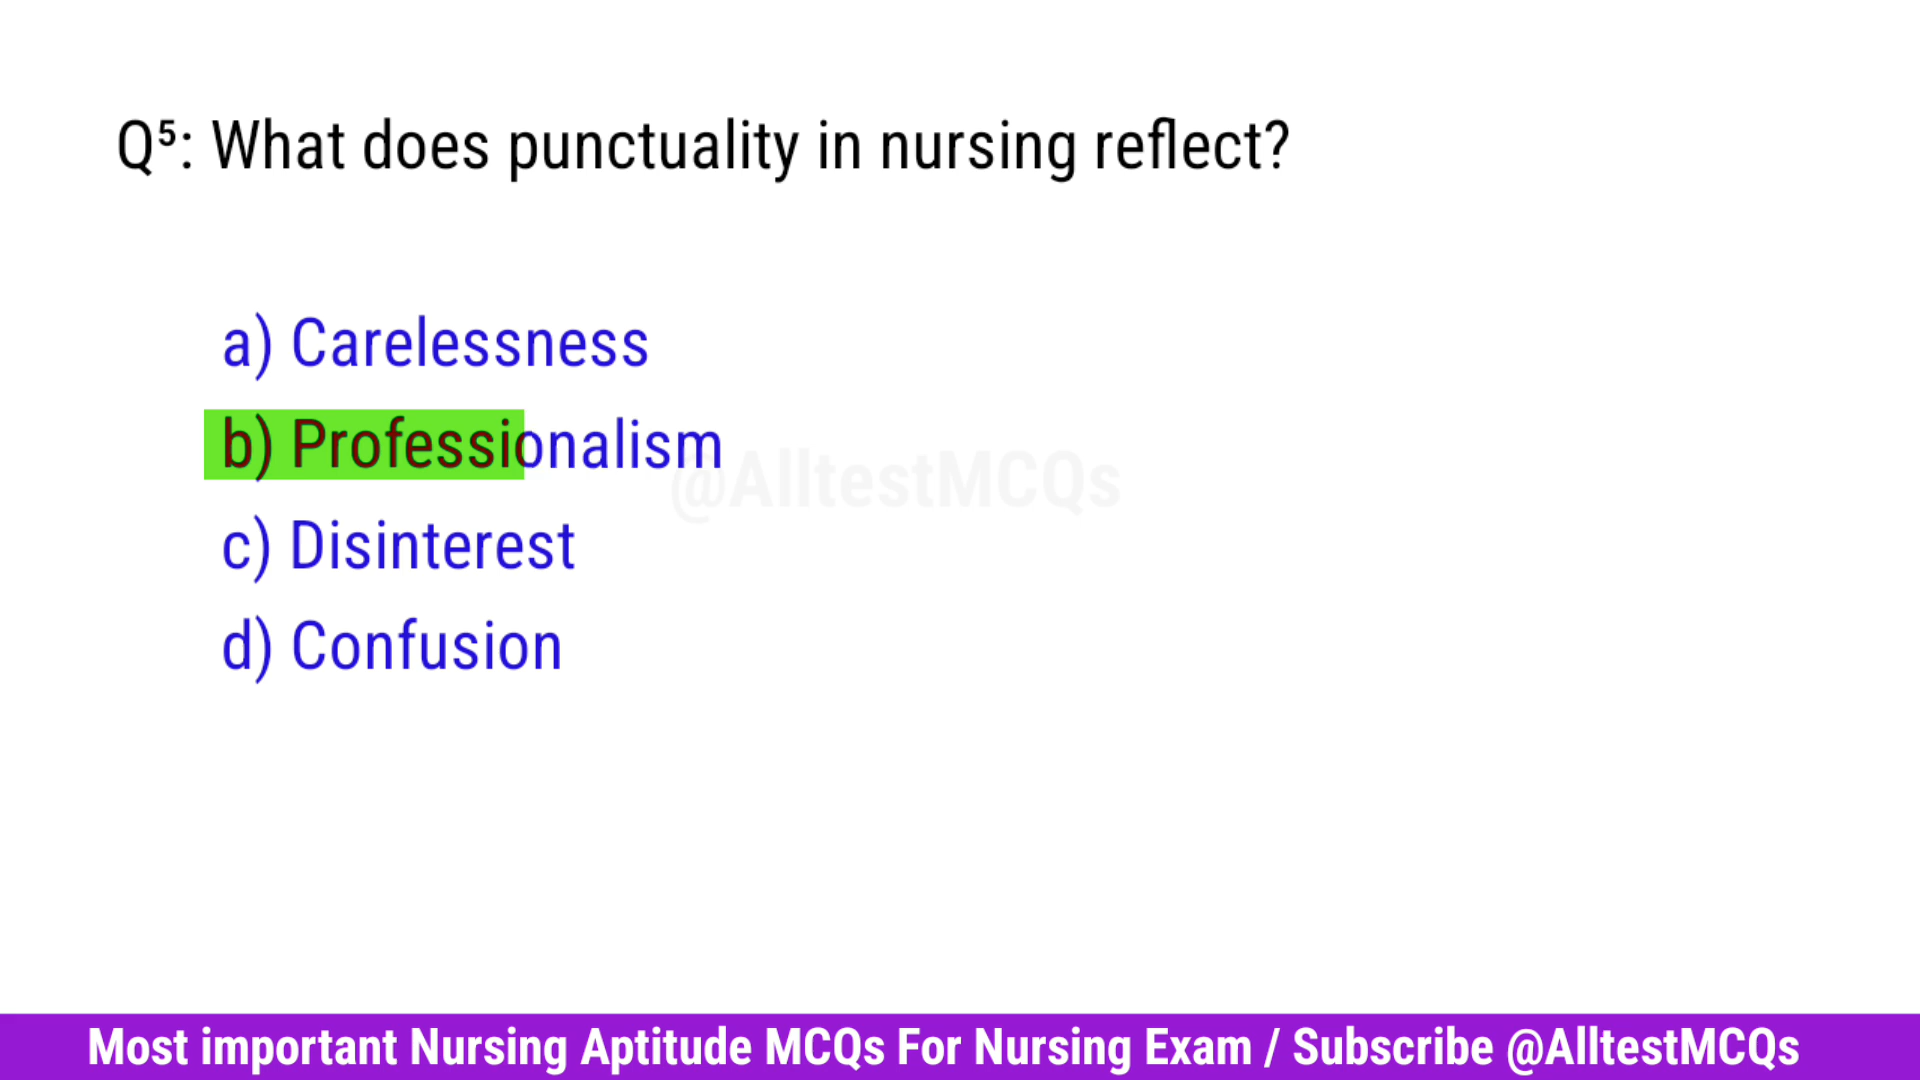 Q⁵: What does punctuality in nursing reflect?
a) Carelessness
b) Professionalism
@AlltestMCQs
c) Disinterest
d) Confusion
Most important Nursing Aptitude MCQs For Nursing Exam / Subscribe @AlltestMCQs